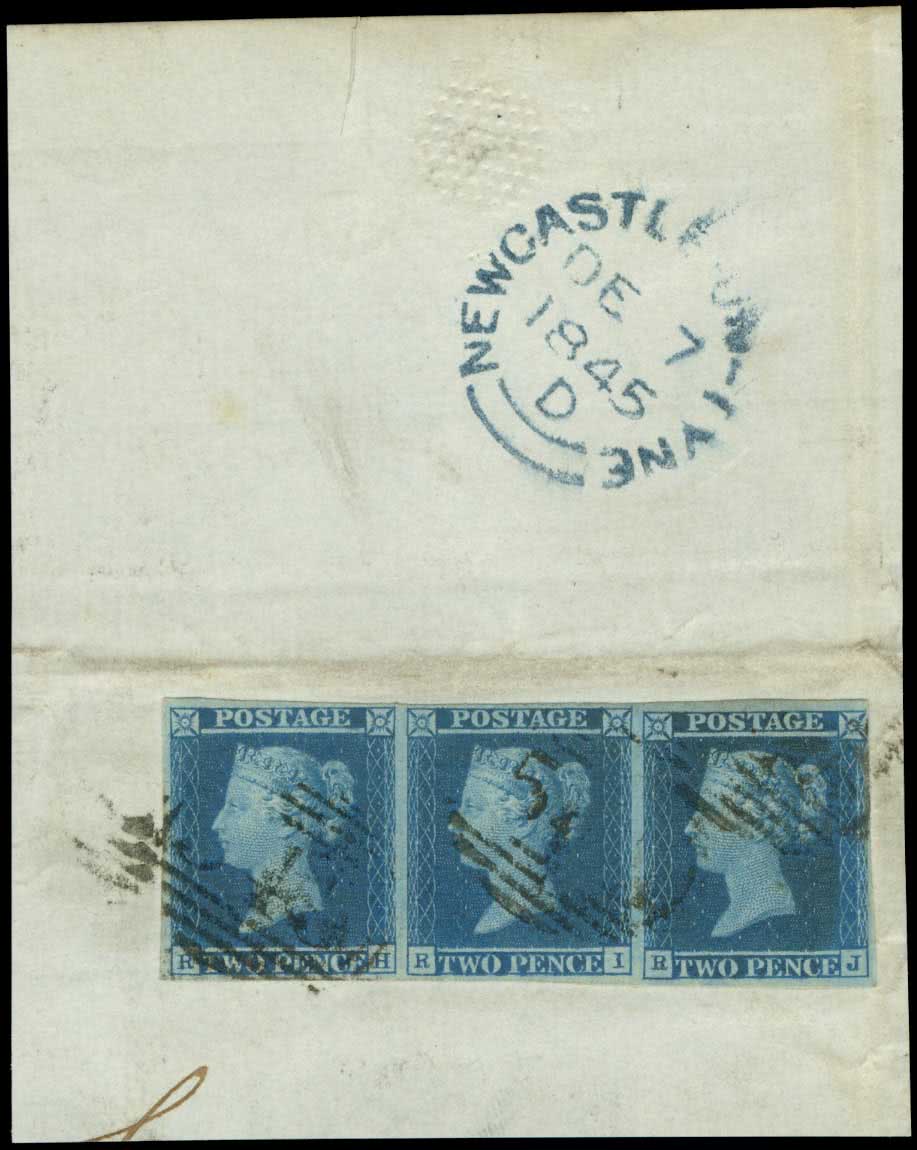 NEWCASTLE-ON-TYNE
DE 7
1845
D
POSTAGE POSTAGE POSTAGE
R TWO PENCE H R TWO PENCE I R TWO PENCE J